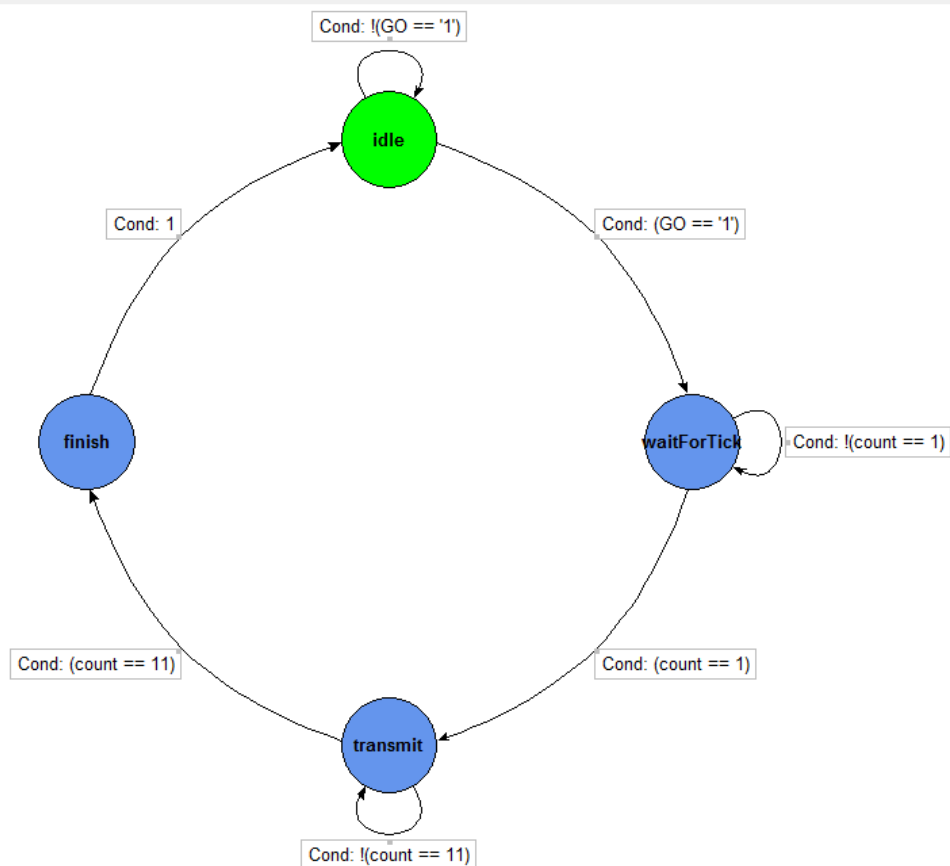 Cond: !(GO == '1')
idle
Cond: 1
Cond: (GO == '1')
finish
waitForTick
Cond: !(count == 1)
Cond: (count == 11)
Cond: (count == 1)
transmit
Cond: !(count == 11)